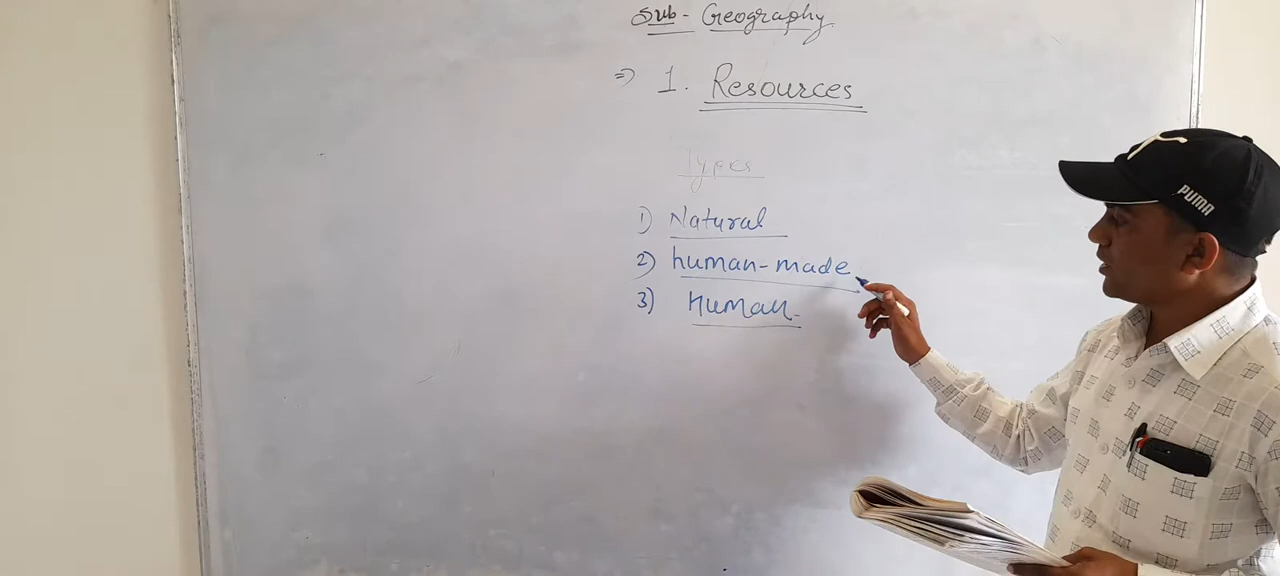 Sub - Geography
⇒ 1. Resources
Types
1) Natural
2) human-made
3) Human-
PUMA